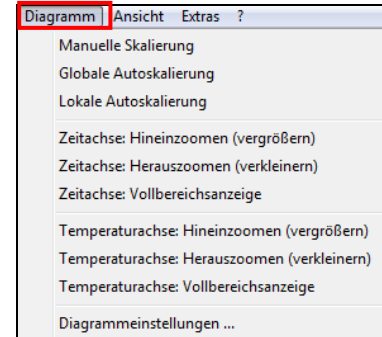 Diagramm Ansicht Extras ?
Manuelle Skalierung
Globale Autoskalierung
Lokale Autoskalierung
Zeitachse: Hineinzoomen (vergrößern)
Zeitachse: Herauszoomen (verkleinern)
Zeitachse: Vollbereichsanzeige
Temperaturachse: Hineinzoomen (vergrößern)
Temperaturachse: Herauszoomen (verkleinern)
Temperaturachse: Vollbereichsanzeige
Diagrammeinstellungen ...